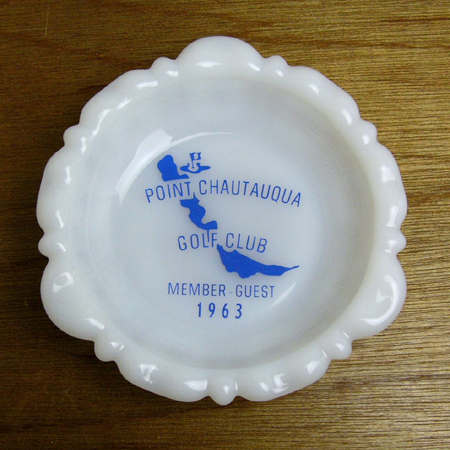 POINT CHAUTAUQUA
GOLF CLUB
MEMBER-GUEST
1963